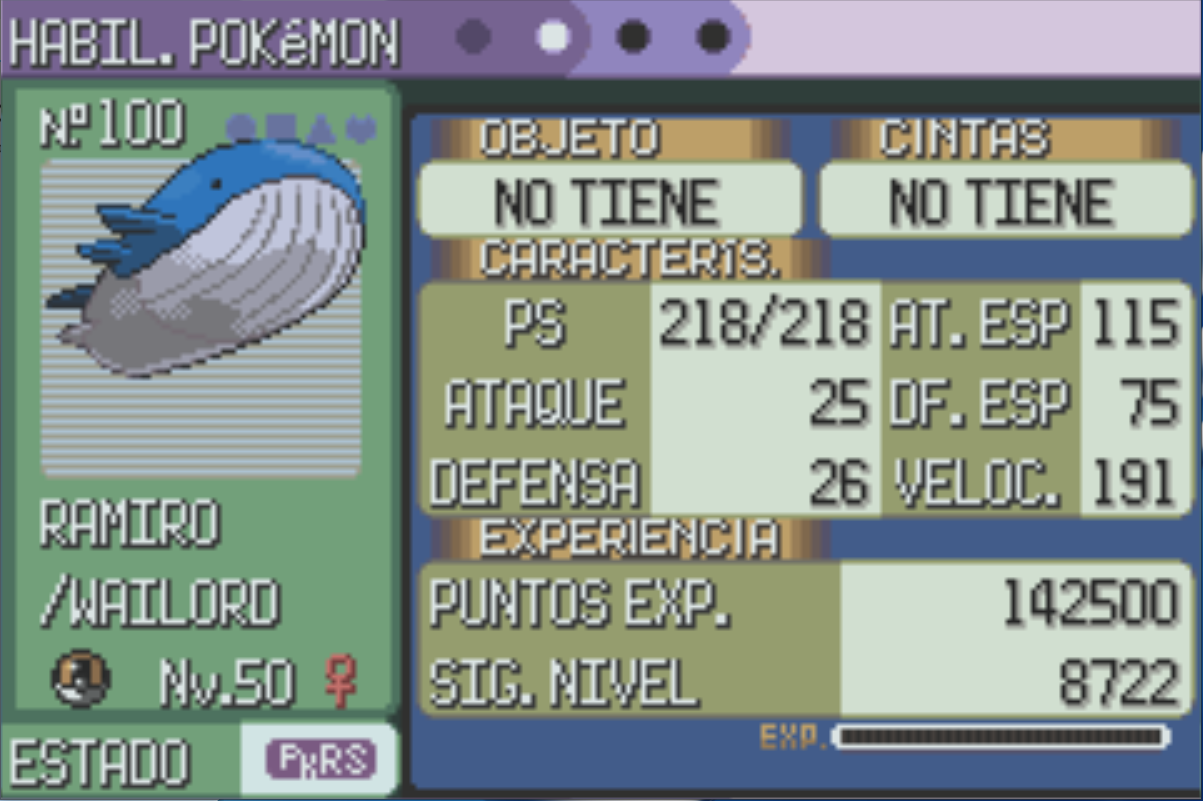 HABIL. POKéMON
Nº100
OBJETO CINTAS
NO TIENE NO TIENE
CARACTERÍS.
PS 218/218 AT. ESP 115
ATAQUE 25 DF. ESP 75
DEFENSA 26 VELOC. 191
RAMIRO
/WAILORD
Nv.50 ♀
EXPERIENCIA
PUNTOS EXP. 142500
SIG. NIVEL 8722
EXP.
ESTADO PKRS